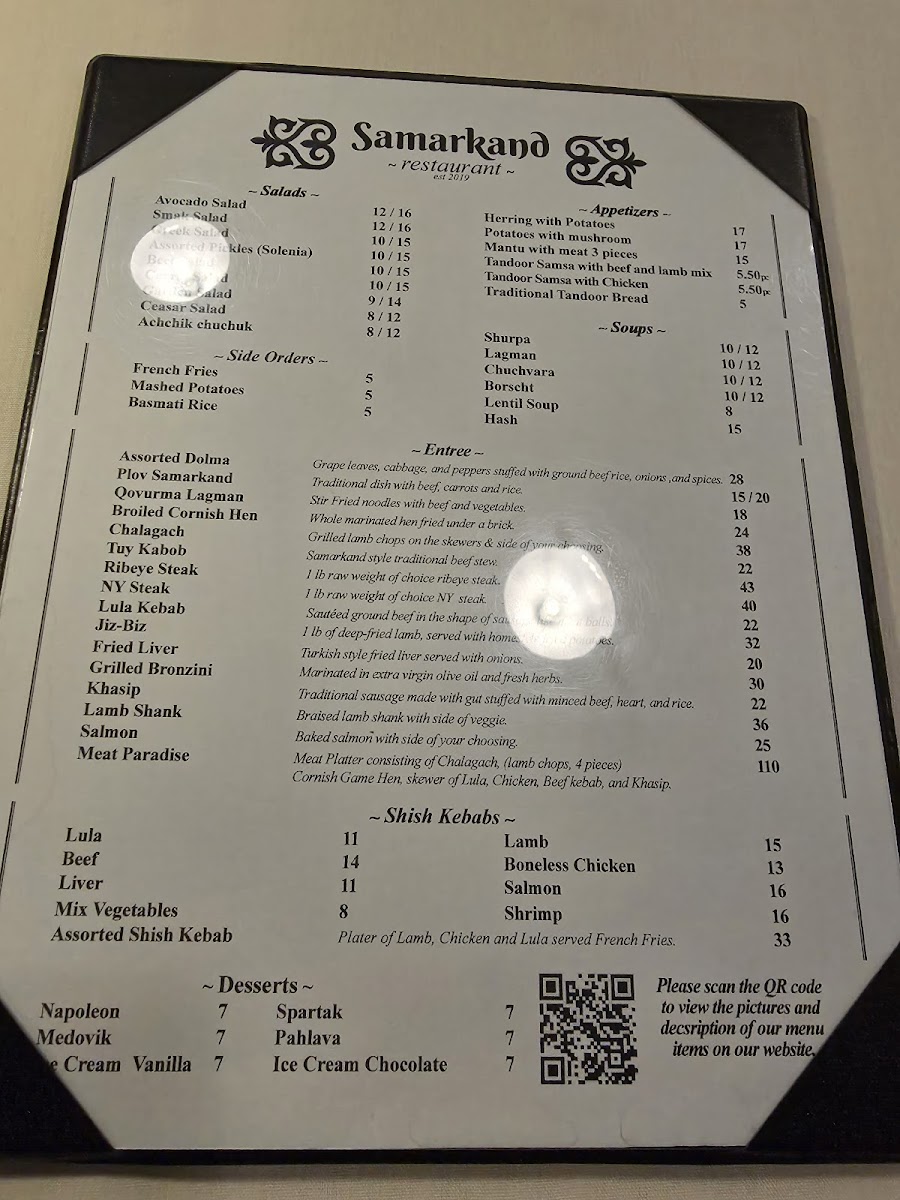 Samarkand
~ restaurant ~
est 2019
~ Salads ~
Avocado Salad 12 / 16
Smak Salad 12 / 16
Greek Salad 10 / 15
Assorted Pickles (Solenia) 10 / 15
10 / 15
Salad 10 / 15
Salad 9 / 14
Ceasar Salad 8 / 12
Achchik chuchuk 8 / 12
~ Side Orders ~
French Fries 5
Mashed Potatoes 5
Basmati Rice 5
~ Appetizers ~
Herring with Potatoes 17
Potatoes with mushroom 17
Mantu with meat 3 pieces 15
Tandoor Samsa with beef and lamb mix 5.50pc
Tandoor Samsa with Chicken 5.50pc
Traditional Tandoor Bread 5
~ Soups ~
Shurpa 10 / 12
Lagman 10 / 12
Chuchvara 10 / 12
Borscht 10 / 12
Lentil Soup 8
Hash 15
~ Entree ~
Assorted Dolma Grape leaves, cabbage, and peppers stuffed with ground beef rice, onions ,and spices. 28
Plov Samarkand Traditional dish with beef, carrots and rice. 15 / 20
Qovurma Lagman Stir Fried noodles with beef and vegetables. 18
Broiled Cornish Hen Whole marinated hen fried under a brick. 24
Chalagach Grilled lamb chops on the skewers & side of your choosing. 38
Tuy Kabob Samarkand style traditional beef stew. 22
Ribeye Steak 1 lb raw weight of choice ribeye steak. 43
NY Steak 1 lb raw weight of choice NY steak. 40
Lula Kebab Sautéed ground beef in the shape of balls. 22
Jiz-Biz 1 lb of deep-fried lamb, served with potatoes. 32
Fried Liver Turkish style fried liver served with onions. 20
Grilled Bronzini Marinated in extra virgin olive oil and fresh herbs. 30
Khasip Traditional sausage made with gut stuffed with minced beef, heart, and rice. 22
Lamb Shank Braised lamb shank with side of veggie. 36
Salmon Baked salmon with side of your choosing. 25
Meat Paradise Meat Platter consisting of Chalagach, (lamb chops, 4 pieces) 110
Cornish Game Hen, skewer of Lula, Chicken, Beef kebab, and Khasip.
~ Shish Kebabs ~
Lula 11 Lamb 15
Beef 14 Boneless Chicken 13
Liver 11 Salmon 16
Mix Vegetables 8 Shrimp 16
Assorted Shish Kebab Plater of Lamb, Chicken and Lula served French Fries. 33
~ Desserts ~
Napoleon 7 Spartak 7
Medovik 7 Pahlava 7
Cream Vanilla 7 Ice Cream Chocolate 7
Please scan the QR code
to view the pictures and
decsription of our menu
items on our website.